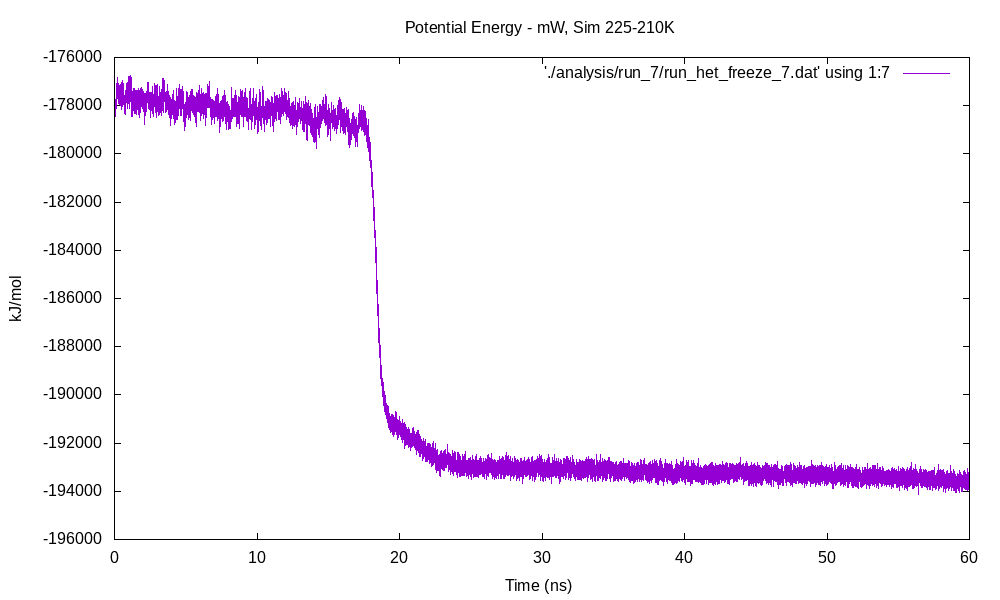 Potential Energy - mW, Sim 225-210K
'./analysis/run_7/run_het_freeze_7.dat' using 1:7
-176000
-178000
-180000
-182000
-184000
-186000
-188000
-190000
-192000
-194000
-196000
kJ/mol
0 10 20 30 40 50 60
Time (ns)